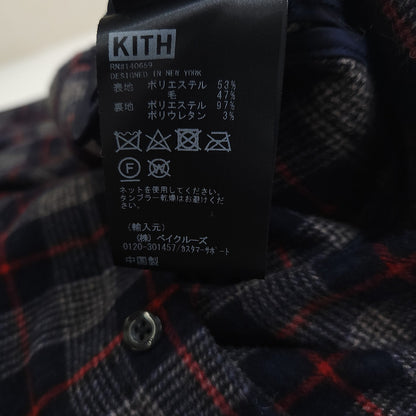 KITH
RN#140659
DESIGNED IN NEW YORK
表地 ポリエステル 53%
毛 47%
裏地 ポリエステル 97%
ポリウレタン 3%
F W
ネットを使用してください。
タンブラー乾燥はお避けください。
(輸入元)
(株) ベイクルーズ
0120-301457/カスタマーサポート
中国製